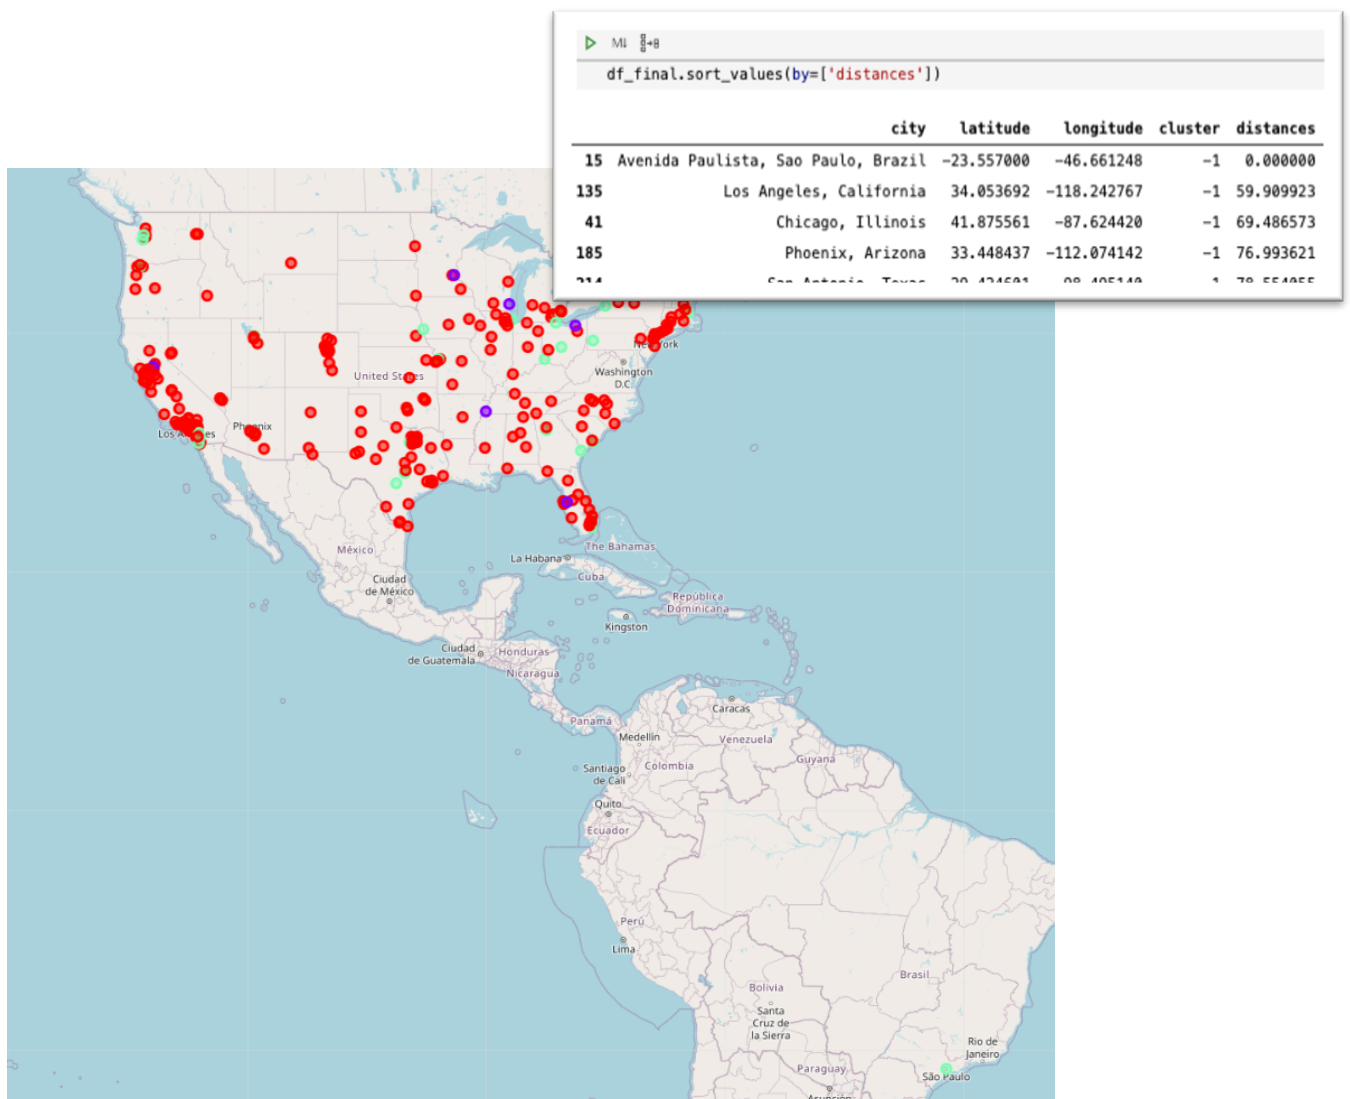 M↓
df_final.sort_values(by=['distances'])
city latitude longitude cluster distances
15 Avenida Paulista, Sao Paulo, Brazil -23.557000 -46.661248 -1 0.000000
135 Los Angeles, California 34.053692 -118.242767 -1 59.909923
41 Chicago, Illinois 41.875561 -87.624420 -1 69.486573
185 Phoenix, Arizona 33.448437 -112.074142 -1 76.993621
San Antonio, Texas
New York
Washington
D.C.
United States
Phoenix
Los Angeles
México
Ciudad
de México
La Habana
The Bahamas
Cuba
República
Dominicana
Kingston
Ciudad
de Guatemala
Honduras
Nicaragua
Panamá
Caracas
Medellín
Venezuela
Guyana
Colombia
Santiago
de Cali
Quito
Ecuador
Perú
Lima
Brasil
Bolivia
Santa
Cruz de
la Sierra
Rio de
Janeiro
Paraguay
São Paulo
Asunción